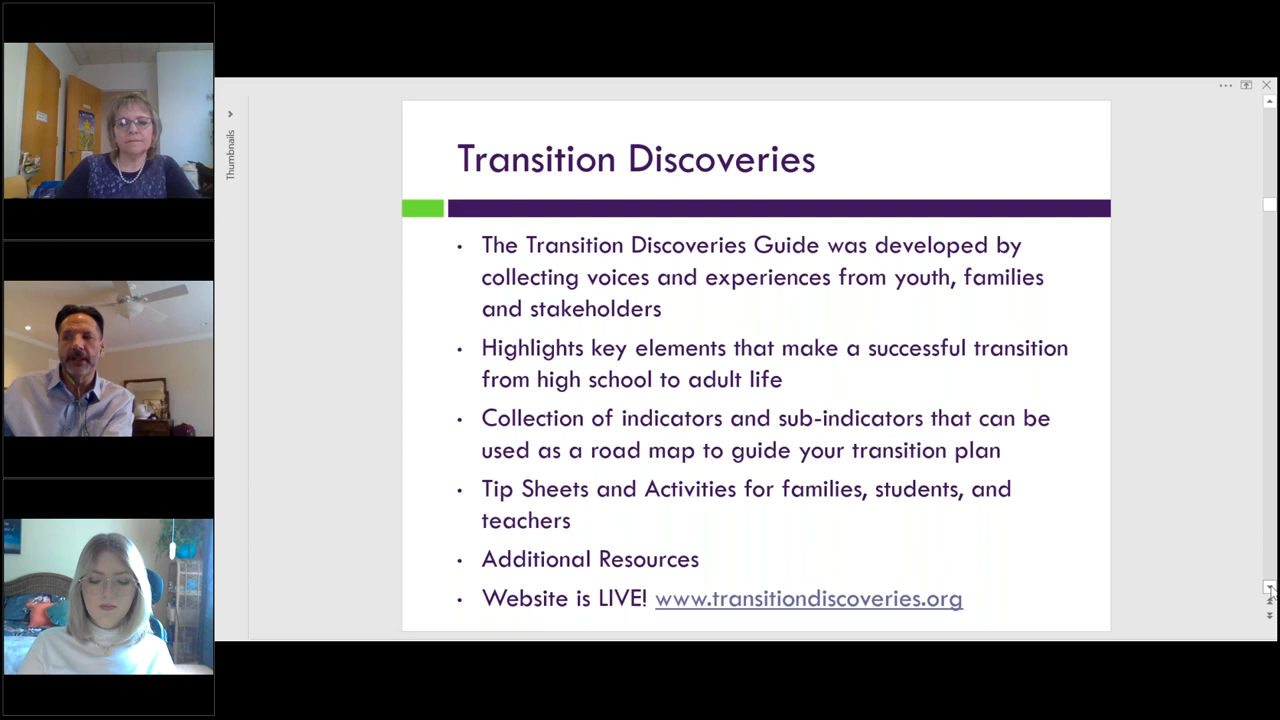 Thumbnails
Transition Discoveries
• The Transition Discoveries Guide was developed by
collecting voices and experiences from youth, families
and stakeholders
• Highlights key elements that make a successful transition
from high school to adult life
• Collection of indicators and sub-indicators that can be
used as a road map to guide your transition plan
• Tip Sheets and Activities for families, students, and
teachers
• Additional Resources
• Website is LIVE! www.transitiondiscoveries.org